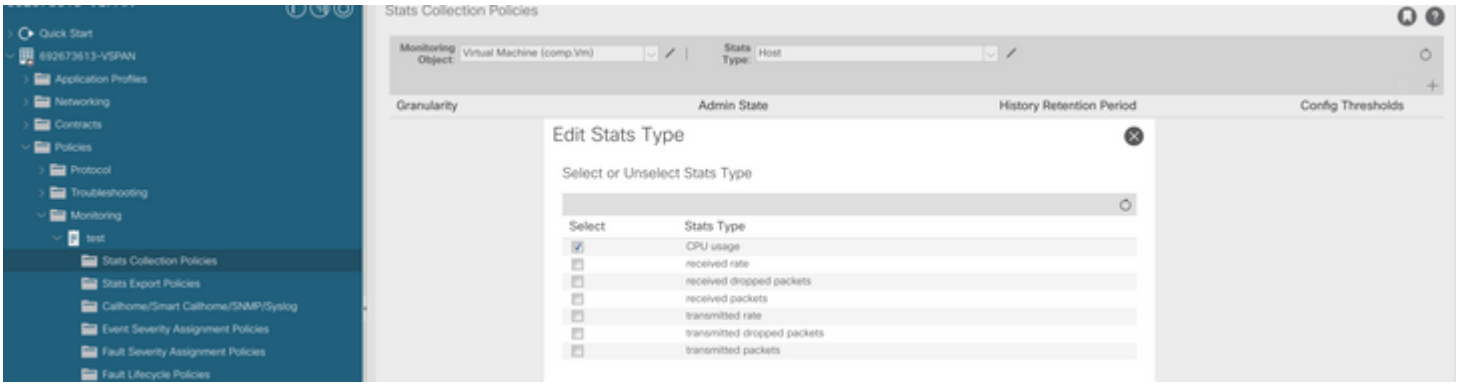 Quick Start
692673613-VSPAN
Application Profiles
Networking
Contracts
Policies
Protocol
Troubleshooting
Monitoring
test
Stats Collection Policies
Stats Export Policies
Callhome/Smart Callhome/SNMP/Syslog
Event Severity Assignment Policies
Fault Severity Assignment Policies
Fault Lifecycle Policies
Stats Collection Policies
Monitoring Object: Virtual Machine (comp.Vm) Stats Type: Host
Granularity Admin State History Retention Period Config Thresholds
Edit Stats Type
Select or Unselect Stats Type
Select Stats Type
CPU usage
received rate
received dropped packets
received packets
transmitted rate
transmitted dropped packets
transmitted packets